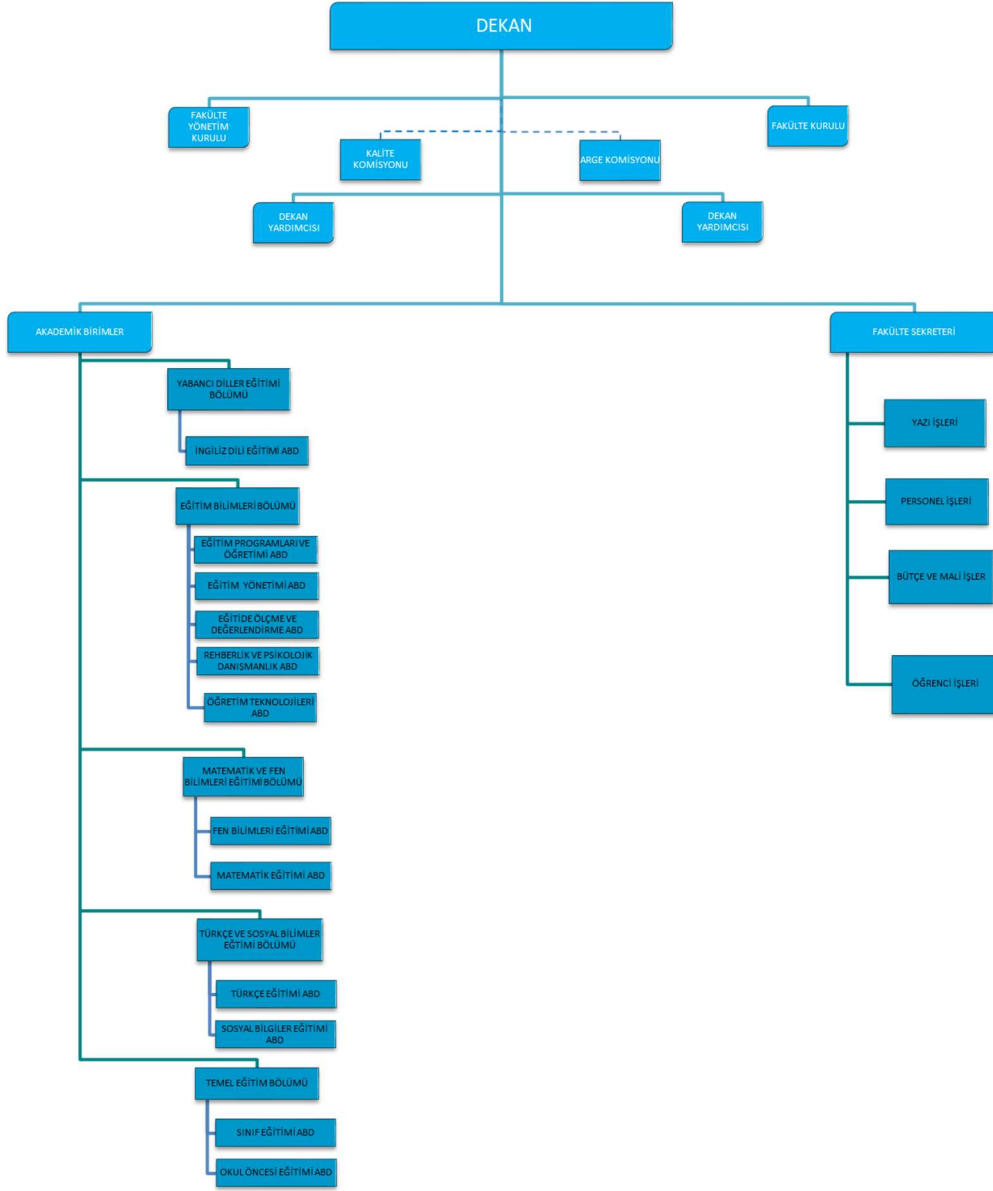 DEKAN
FAKÜLTE
YÖNETİM
KURULU
FAKÜLTE KURULU
KALİTE
KOMİSYONU
ARGE KOMİSYONU
DEKAN
YARDIMCISI
DEKAN
YARDIMCISI
AKADEMİK BİRİMLER
YABANCI DİLLER EĞİTİMİ
BÖLÜMÜ
İNGİLİZ DİLİ EĞİTİMİ ABD
EĞİTİM BİLİMLERİ BÖLÜMÜ
EĞİTİM PROGRAMLARI VE
ÖĞRETİMİ ABD
EĞİTİM YÖNETİMİ ABD
EĞİTİDE ÖLÇME VE
DEĞERLENDİRME ABD
REHBERLİK VE PSİKOLOJİK
DANIŞMANLIK ABD
ÖĞRETİM TEKNOLOJİLERİ
ABD
MATEMATİK VE FEN
BİLİMLERİ EĞİTİMİ BÖLÜMÜ
FEN BİLİMLERİ EĞİTİMİ ABD
MATEMATİK EĞİTİMİ ABD
TÜRKÇE VE SOSYAL BİLİMLER
EĞTİMİ BÖLÜMÜ
TÜRKÇE EĞİTİMİ ABD
SOSYAL BİLGİLER EĞİTİMİ
ABD
TEMEL EĞİTİM BÖLÜMÜ
SINIF EĞİTİMİ ABD
OKUL ÖNCESİ EĞİTİMİ ABD
FAKÜLTE SEKRETERİ
YAZI İŞLERİ
PERSONEL İŞLERİ
BÜTÇE VE MALİ İŞLER
ÖĞRENCİ İŞLERİ